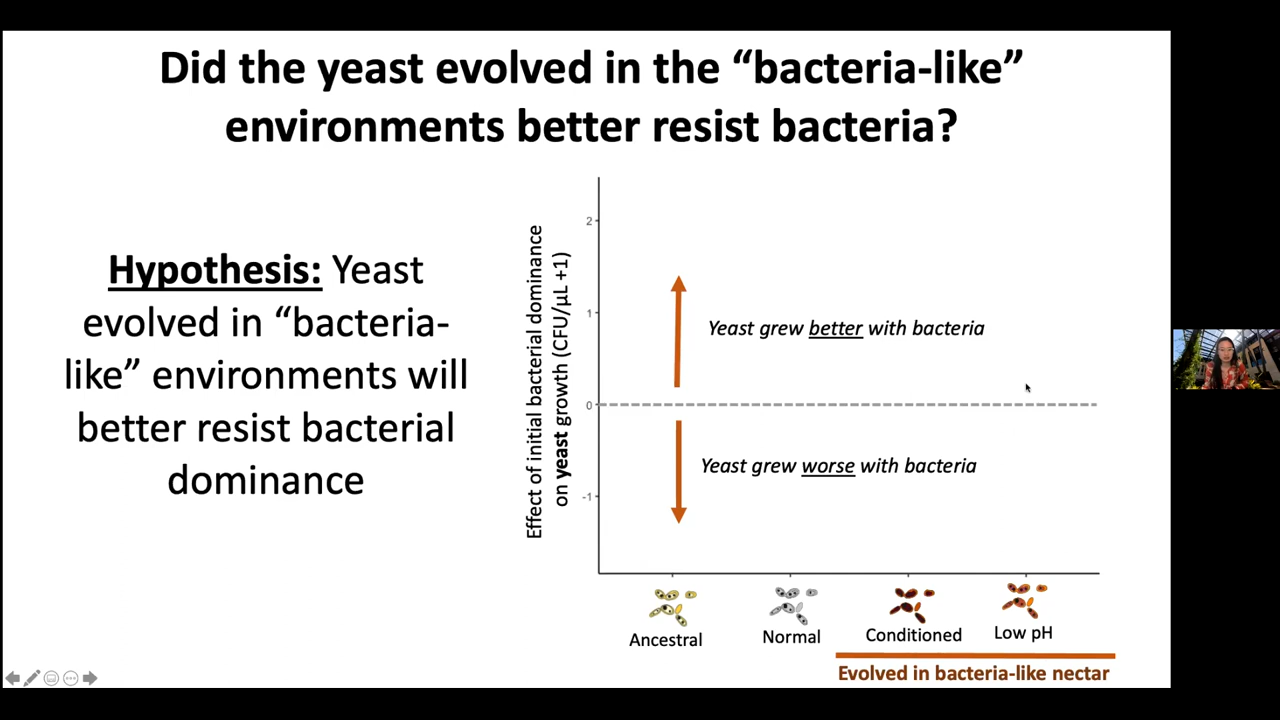 Did the yeast evolved in the “bacteria-like”
environments better resist bacteria?
Hypothesis: Yeast
evolved in “bacteria-
like” environments will
better resist bacterial
dominance
Effect of initial bacterial dominance
on yeast growth (CFU/µL +1)
2
1
0
-1
Yeast grew better with bacteria
Yeast grew worse with bacteria
Ancestral
Normal
Conditioned
Low pH
Evolved in bacteria-like nectar